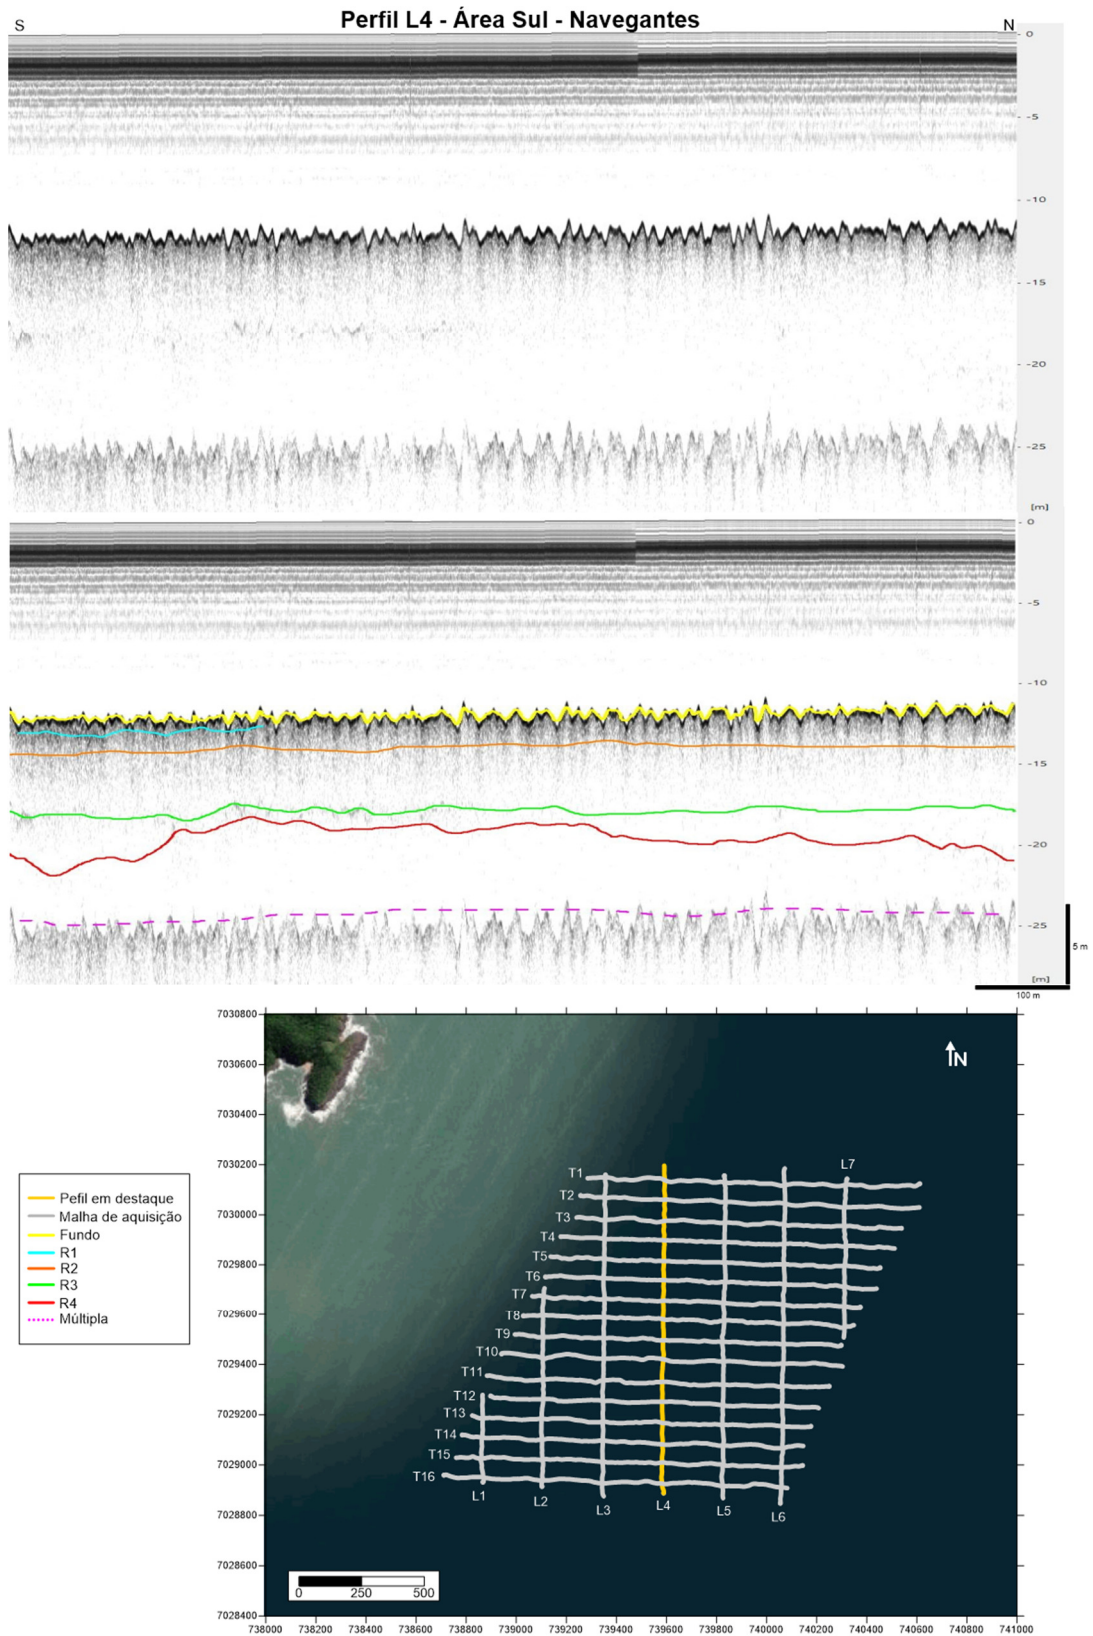 Perfil L4 - Área Sul - Navegantes
S
N
0
-5
-10
-15
-20
-25
[m]
0
-5
-10
-15
-20
-25
[m]
5 m
100 m
7030800
7030600
7030400
7030200
7030000
7029800
7029600
7029400
7029200
7029000
7028800
7028600
7028400
N
L7
T1
T2
T3
T4
T5
T6
T7
T8
T9
T10
T11
T12
T13
T14
T15
T16
L1
L2
L3
L4
L5
L6
0 250 500
738000 738200 738400 738600 738800 739000 739200 739400 739600 739800 740000 740200 740400 740600 740800 741000
Pefil em destaque
Malha de aquisição
Fundo
R1
R2
R3
R4
Múltipla